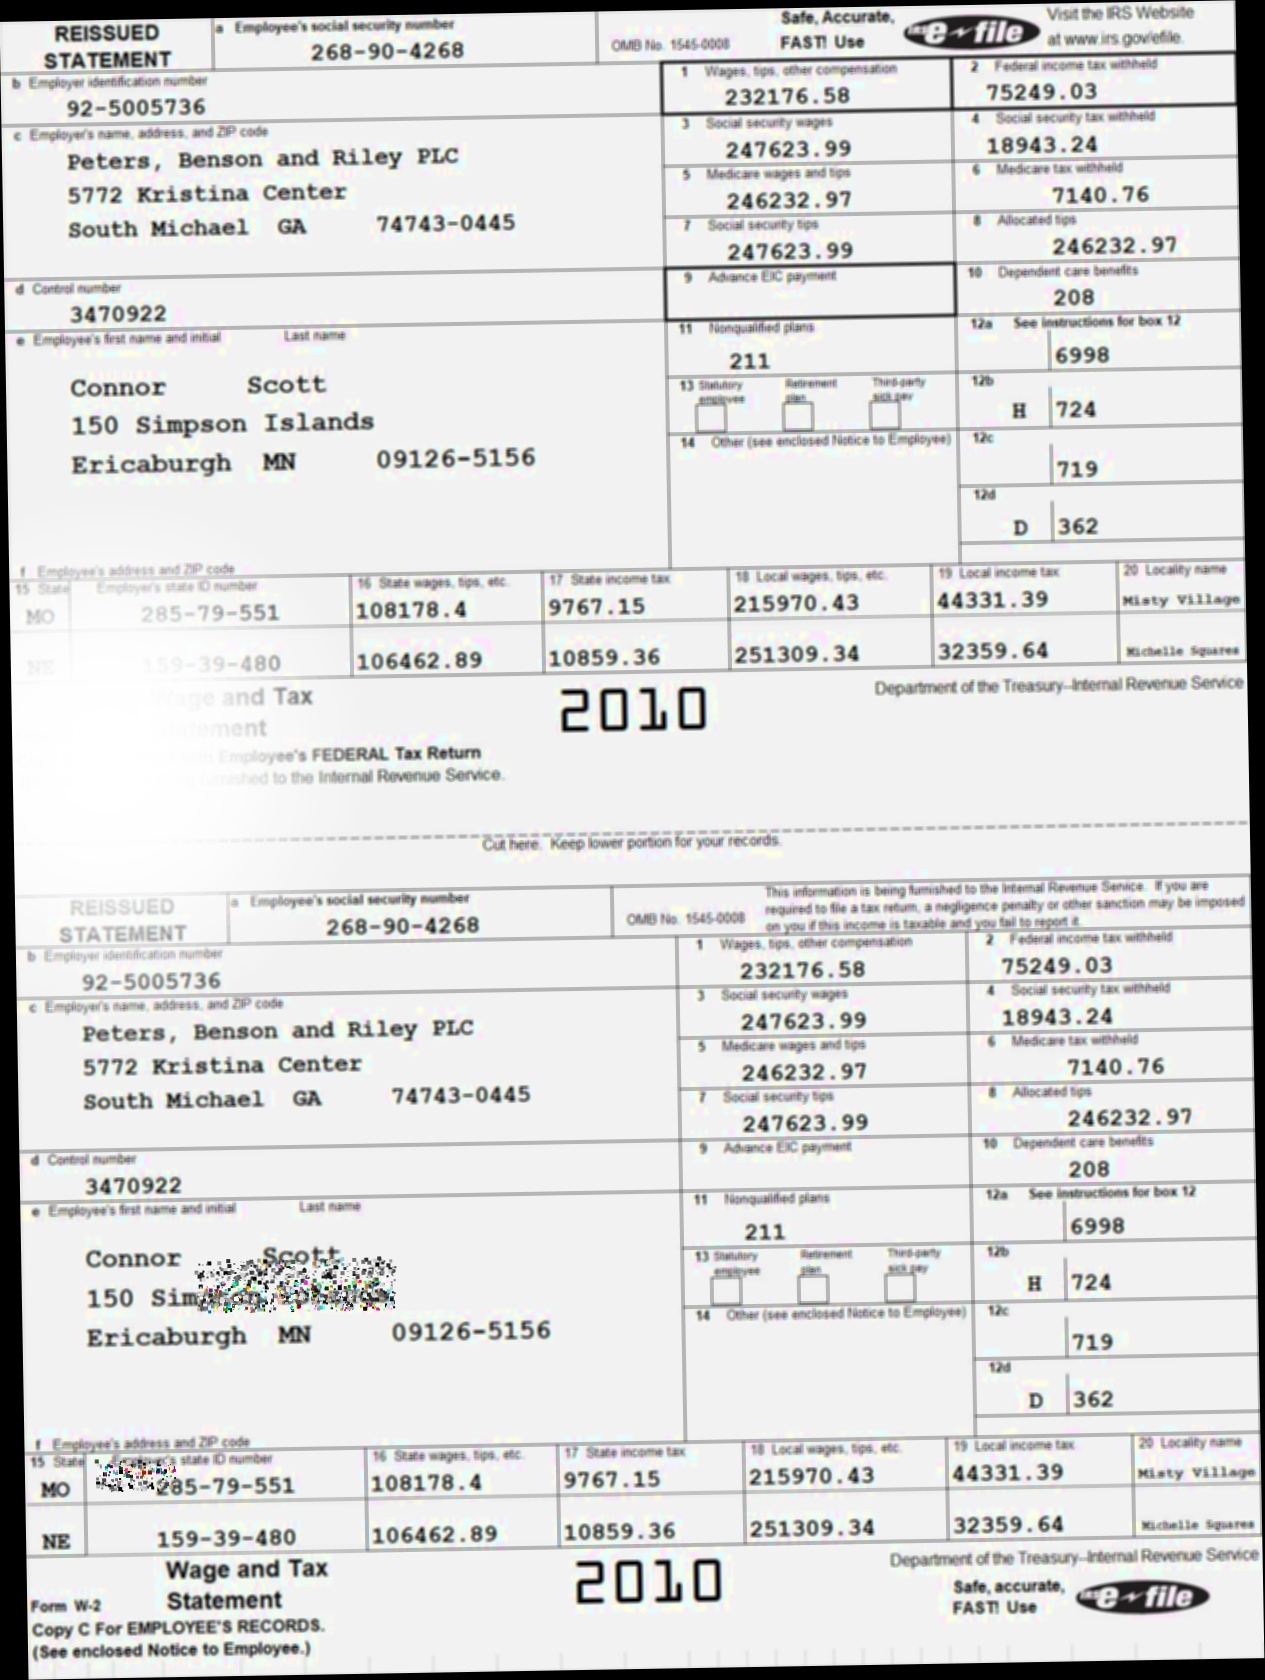 REISSUED STATEMENT
a Employee's social security number
268-90-4268
OMB No. 1545-0008
Safe, Accurate, FAST! Use
IRS e-file
Visit the IRS Website at www.irs.gov/efile.
b Employer identification number
92-5005736
1 Wages, tips, other compensation
232176.58
2 Federal income tax withheld
75249.03
c Employer's name, address, and ZIP code
Peters, Benson and Riley PLC
5772 Kristina Center
South Michael GA 74743-0445
3 Social security wages
247623.99
4 Social security tax withheld
18943.24
5 Medicare wages and tips
246232.97
6 Medicare tax withheld
7140.76
7 Social security tips
247623.99
8 Allocated tips
246232.97
d Control number
3470922
9 Advance EIC payment
10 Dependent care benefits
208
e Employee's first name and initial Last name
Connor Scott
150 Simpson Islands
Ericaburgh MN 09126-5156
11 Nonqualified plans
211
12a See instructions for box 12
6998
13 Statutory employee Retirement plan Third-party sick pay
12b
H 724
14 Other (see enclosed Notice to Employee)
12c
719
12d
D 362
f Employee's address and ZIP code
15 State Employer's state ID number 16 State wages, tips, etc. 17 State income tax 18 Local wages, tips, etc. 19 Local income tax 20 Locality name
MO 285-79-551 108178.4 9767.15 215970.43 44331.39 Misty Village
NE 159-39-480 106462.89 10859.36 251309.34 32359.64 Michelle Squares
Wage and Tax
Statement
2010
Department of the Treasury--Internal Revenue Service
Employee's FEDERAL Tax Return
furnished to the Internal Revenue Service.
Cut here. Keep lower portion for your records.
REISSUED STATEMENT
a Employee's social security number
268-90-4268
OMB No. 1545-0008
This information is being furnished to the Internal Revenue Service. If you are
required to file a tax return, a negligence penalty or other sanction may be imposed
on you if this income is taxable and you fail to report it.
b Employer identification number
92-5005736
1 Wages, tips, other compensation
232176.58
2 Federal income tax withheld
75249.03
c Employer's name, address, and ZIP code
Peters, Benson and Riley PLC
5772 Kristina Center
South Michael GA 74743-0445
3 Social security wages
247623.99
4 Social security tax withheld
18943.24
5 Medicare wages and tips
246232.97
6 Medicare tax withheld
7140.76
7 Social security tips
247623.99
8 Allocated tips
246232.97
d Control number
3470922
9 Advance EIC payment
10 Dependent care benefits
208
e Employee's first name and initial Last name
Connor Scott
150
Ericaburgh MN 09126-5156
11 Nonqualified plans
211
12a See instructions for box 12
6998
13 Statutory employee Retirement plan Third-party sick pay
12b
H 724
14 Other (see enclosed Notice to Employee)
12c
719
12d
D 362
f Employee's address and ZIP code
15 State state ID number 16 State wages, tips, etc. 17 State income tax 18 Local wages, tips, etc. 19 Local income tax 20 Locality name
MO 285-79-551 108178.4 9767.15 215970.43 44331.39 Misty Village
NE 159-39-480 106462.89 10859.36 251309.34 32359.64 Michelle Squares
Form W-2
Wage and Tax
Statement
2010
Department of the Treasury--Internal Revenue Service
Safe, accurate, FAST! Use
IRS e-file
Copy C For EMPLOYEE'S RECORDS.
(See enclosed Notice to Employee.)